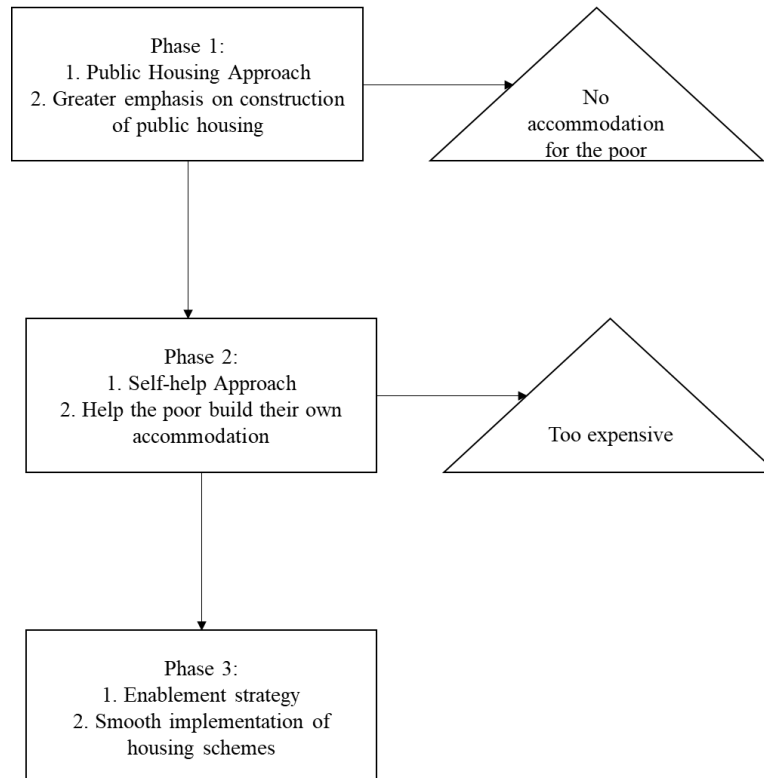 Phase 1:
1. Public Housing Approach
2. Greater emphasis on construction
of public housing
No
accommodation
for the poor
Phase 2:
1. Self-help Approach
2. Help the poor build their own
accommodation
Too expensive
Phase 3:
1. Enablement strategy
2. Smooth implementation of
housing schemes